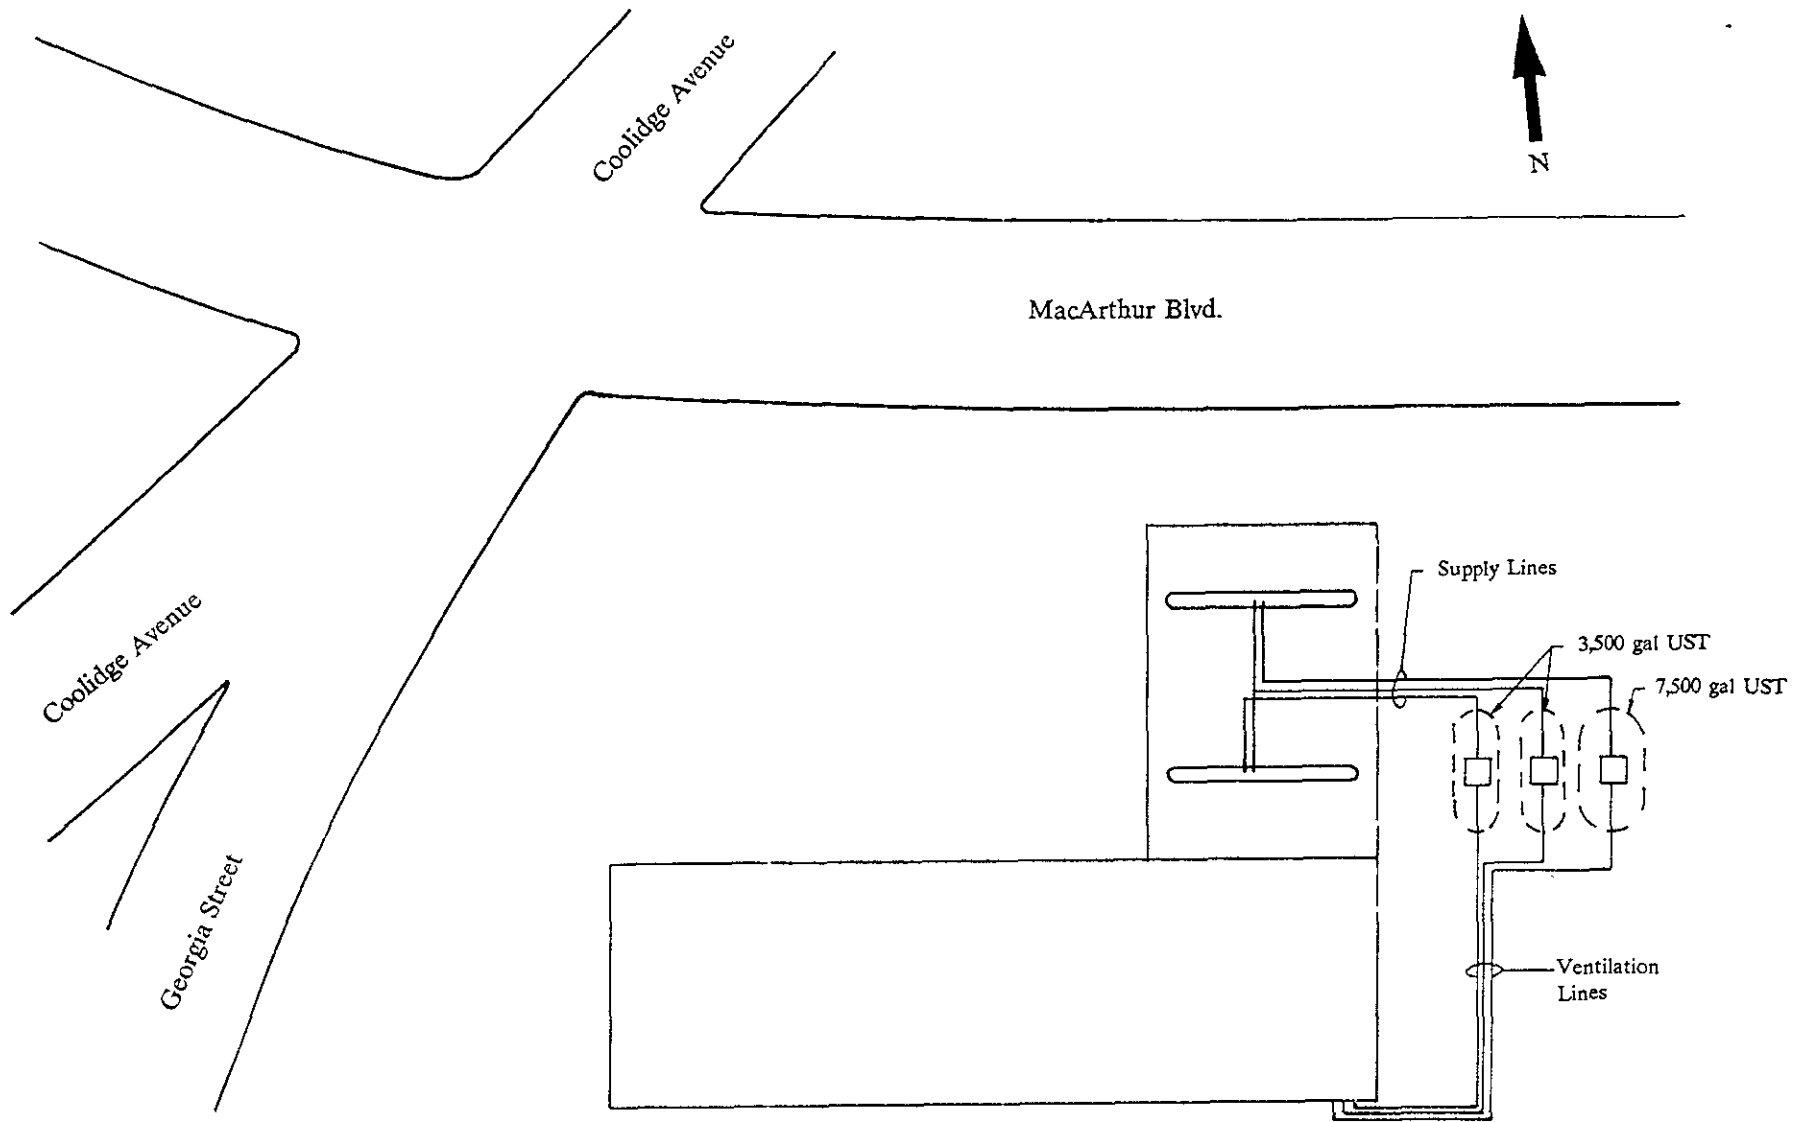 Coolidge Avenue
N
MacArthur Blvd.
Supply Lines
3,500 gal UST
7,500 gal UST
Coolidge Avenue
Georgia Street
Ventilation
Lines